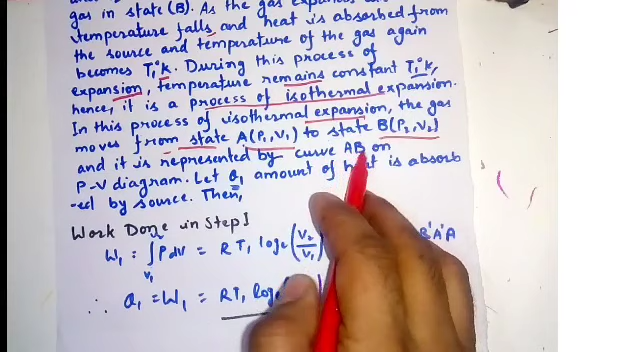 gas in state (B). As the gas expands
temperature falls and heat is absorbed from
the source and temperature of the gas again
becomes T₁°k. During this process of
expansion, temperature remains constant T₁°k,
hence, it is a process of isothermal expansion.
In this process of isothermal expansion, the gas
moves from state A(P₁,V₁) to state B(P₂,V₂)
and it is represented by curve AB on
P-V diagram. Let Q₁ amount of heat is absorb
-ed by source. Then,
Work Done in Step I
W₁ = ∫ᵥ₁ᵛ² PdV = RT₁ logₑ(V₂/V₁) B'A'A
∴ Q₁ = W₁ = RT₁ logₑ